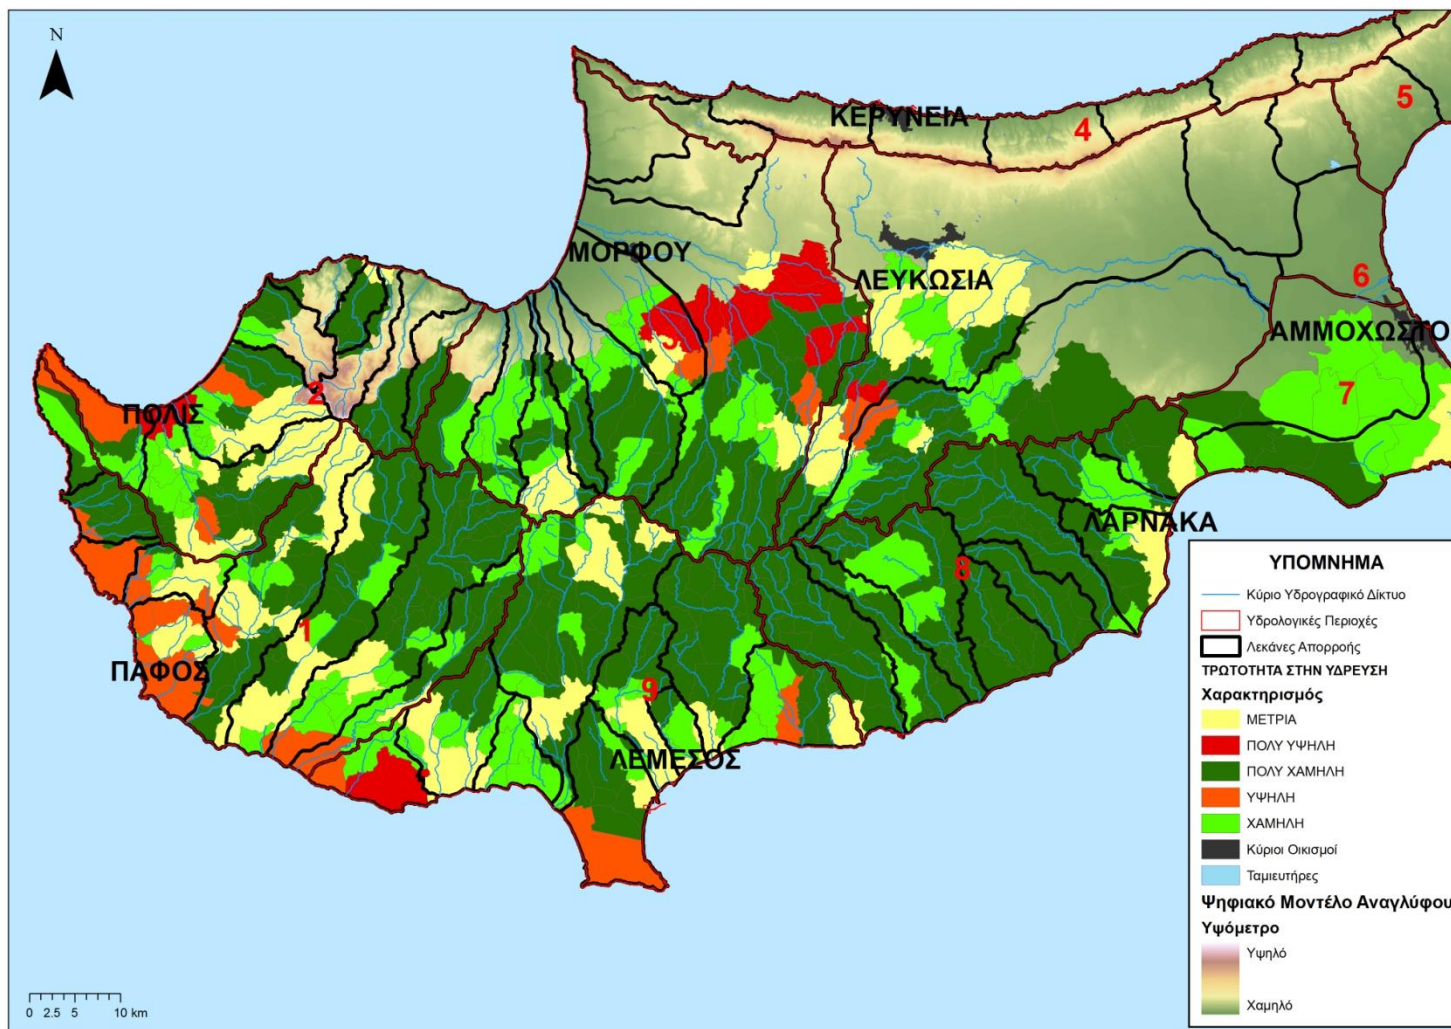 N
ΚΕΡΥΝΕΙΑ
4
5
ΜΟΡΦΟΥ
ΛΕΥΚΩΣΙΑ
6
ΑΜΜΟΧΩΣΤΟ
3
7
2
ΠΟΛΙΣ
ΛΑΡΝΑΚΑ
8
1
ΠΑΦΟΣ
9
ΛΕΜΕΣΟΣ
ΥΠΟΜΝΗΜΑ
Κύριο Υδρογραφικό Δίκτυο
Υδρολογικές Περιοχές
Λεκάνες Απορροής
ΤΡΩΤΟΤΗΤΑ ΣΤΗΝ ΥΔΡΕΥΣΗ
Χαρακτηρισμός
ΜΕΤΡΙΑ
ΠΟΛΥ ΥΨΗΛΗ
ΠΟΛΥ ΧΑΜΗΛΗ
ΥΨΗΛΗ
ΧΑΜΗΛΗ
Κύριοι Οικισμοί
Ταμιευτήρες
Ψηφιακό Μοντέλο Αναγλύφου
Υψόμετρο
Υψηλό
Χαμηλό
0 2.5 5 10 km